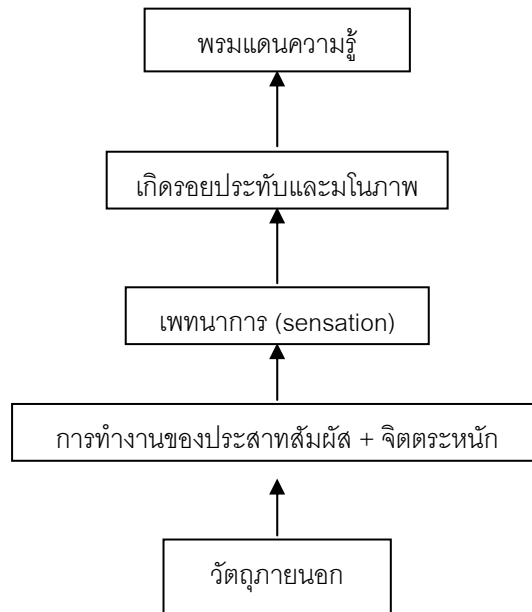 พรมแดนความรู้
เกิดรอยประทับและมโนภาพ
เพทนาการ (sensation)
การทำงานของประสาทสัมผัส + จิตตระหนัก
วัตถุภายนอก